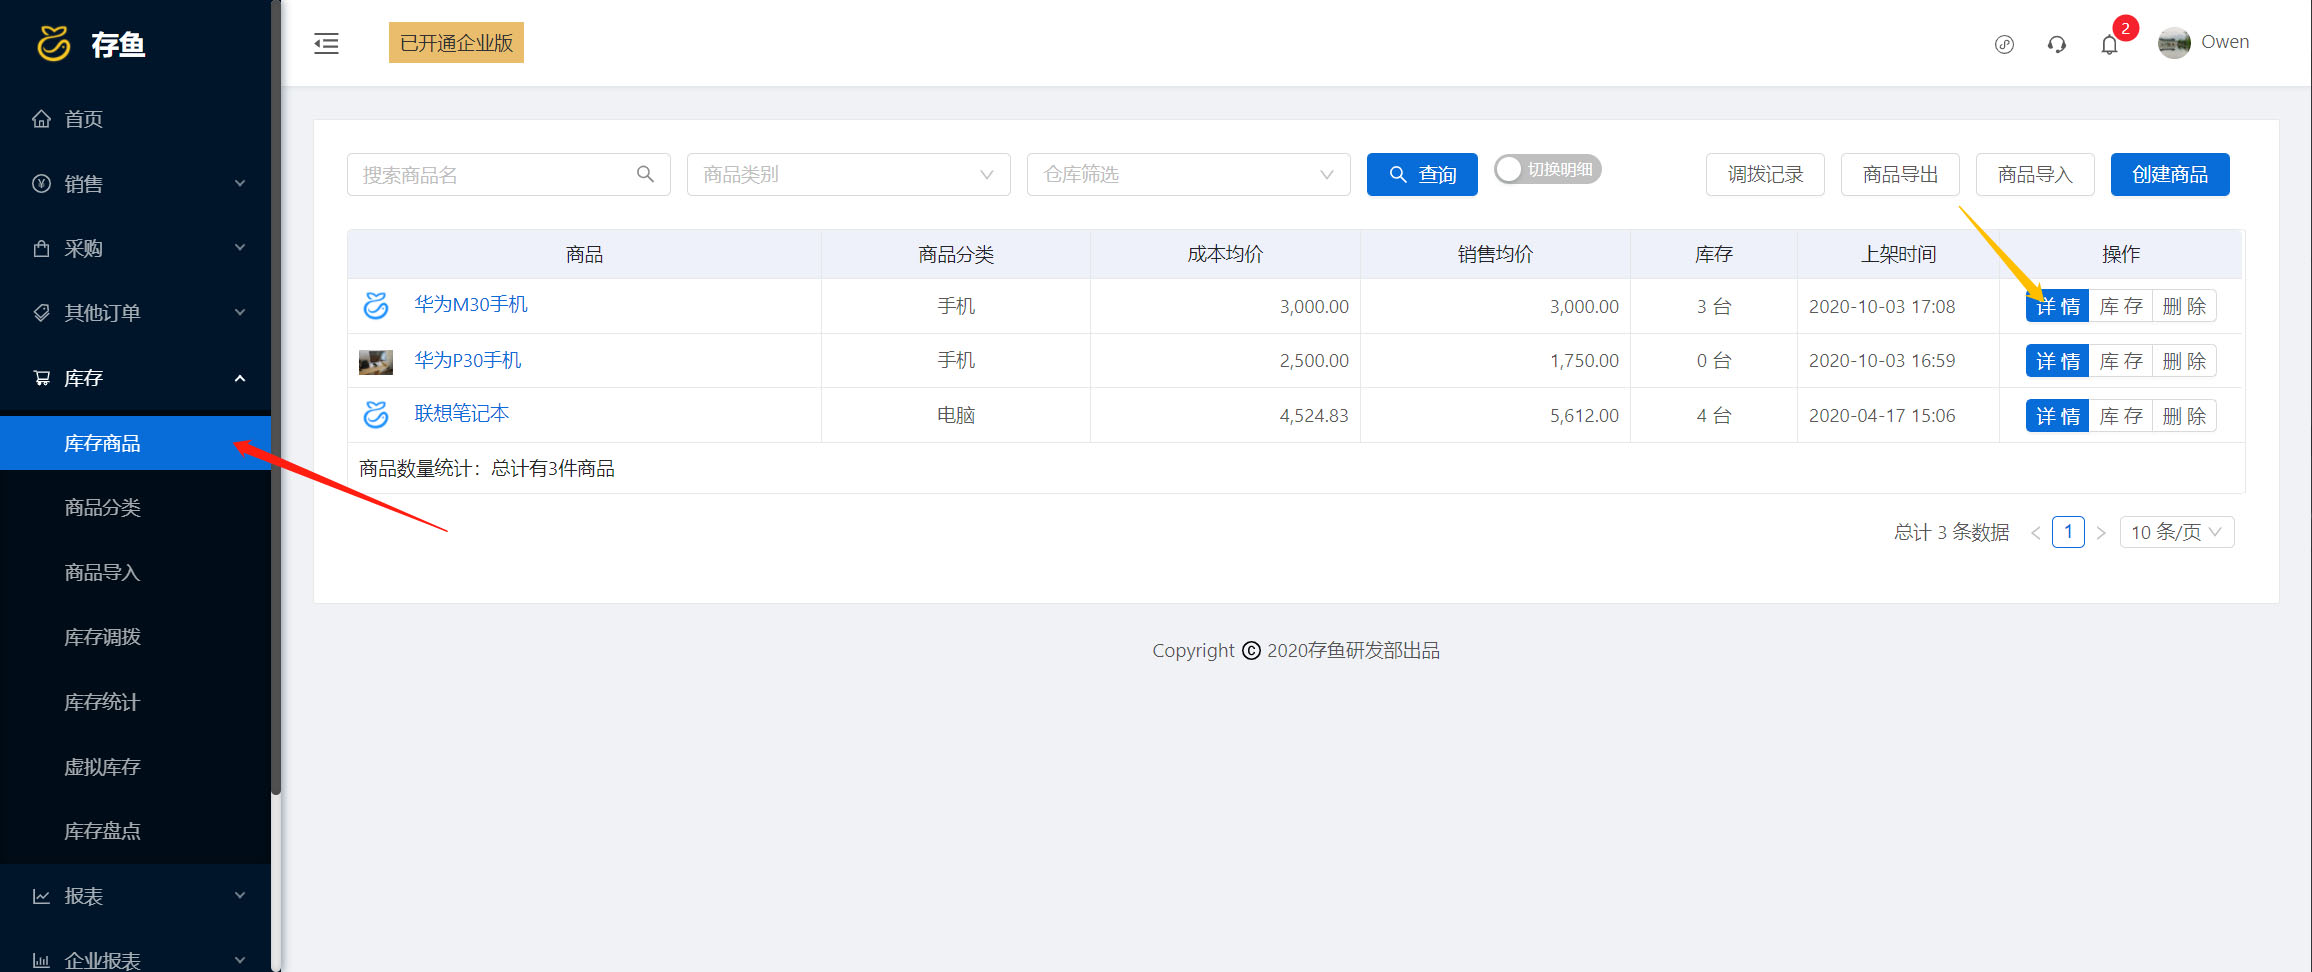 存鱼
已开通企业版
2
Owen
首页
销售
采购
其他订单
库存
库存商品
商品分类
商品导入
库存调拨
库存统计
虚拟库存
库存盘点
报表
企业报表
搜索商品名 商品类别 仓库筛选 查询 切换明细 调拨记录 商品导出 商品导入 创建商品
商品 商品分类 成本均价 销售均价 库存 上架时间 操作
华为M30手机 手机 3,000.00 3,000.00 3 台 2020-10-03 17:08 详 情 库 存 删 除
华为P30手机 手机 2,500.00 1,750.00 0 台 2020-10-03 16:59 详 情 库 存 删 除
联想笔记本 电脑 4,524.83 5,612.00 4 台 2020-04-17 15:06 详 情 库 存 删 除
商品数量统计：总计有3件商品
总计 3 条数据 < 1 > 10 条/页
Copyright © 2020存鱼研发部出品